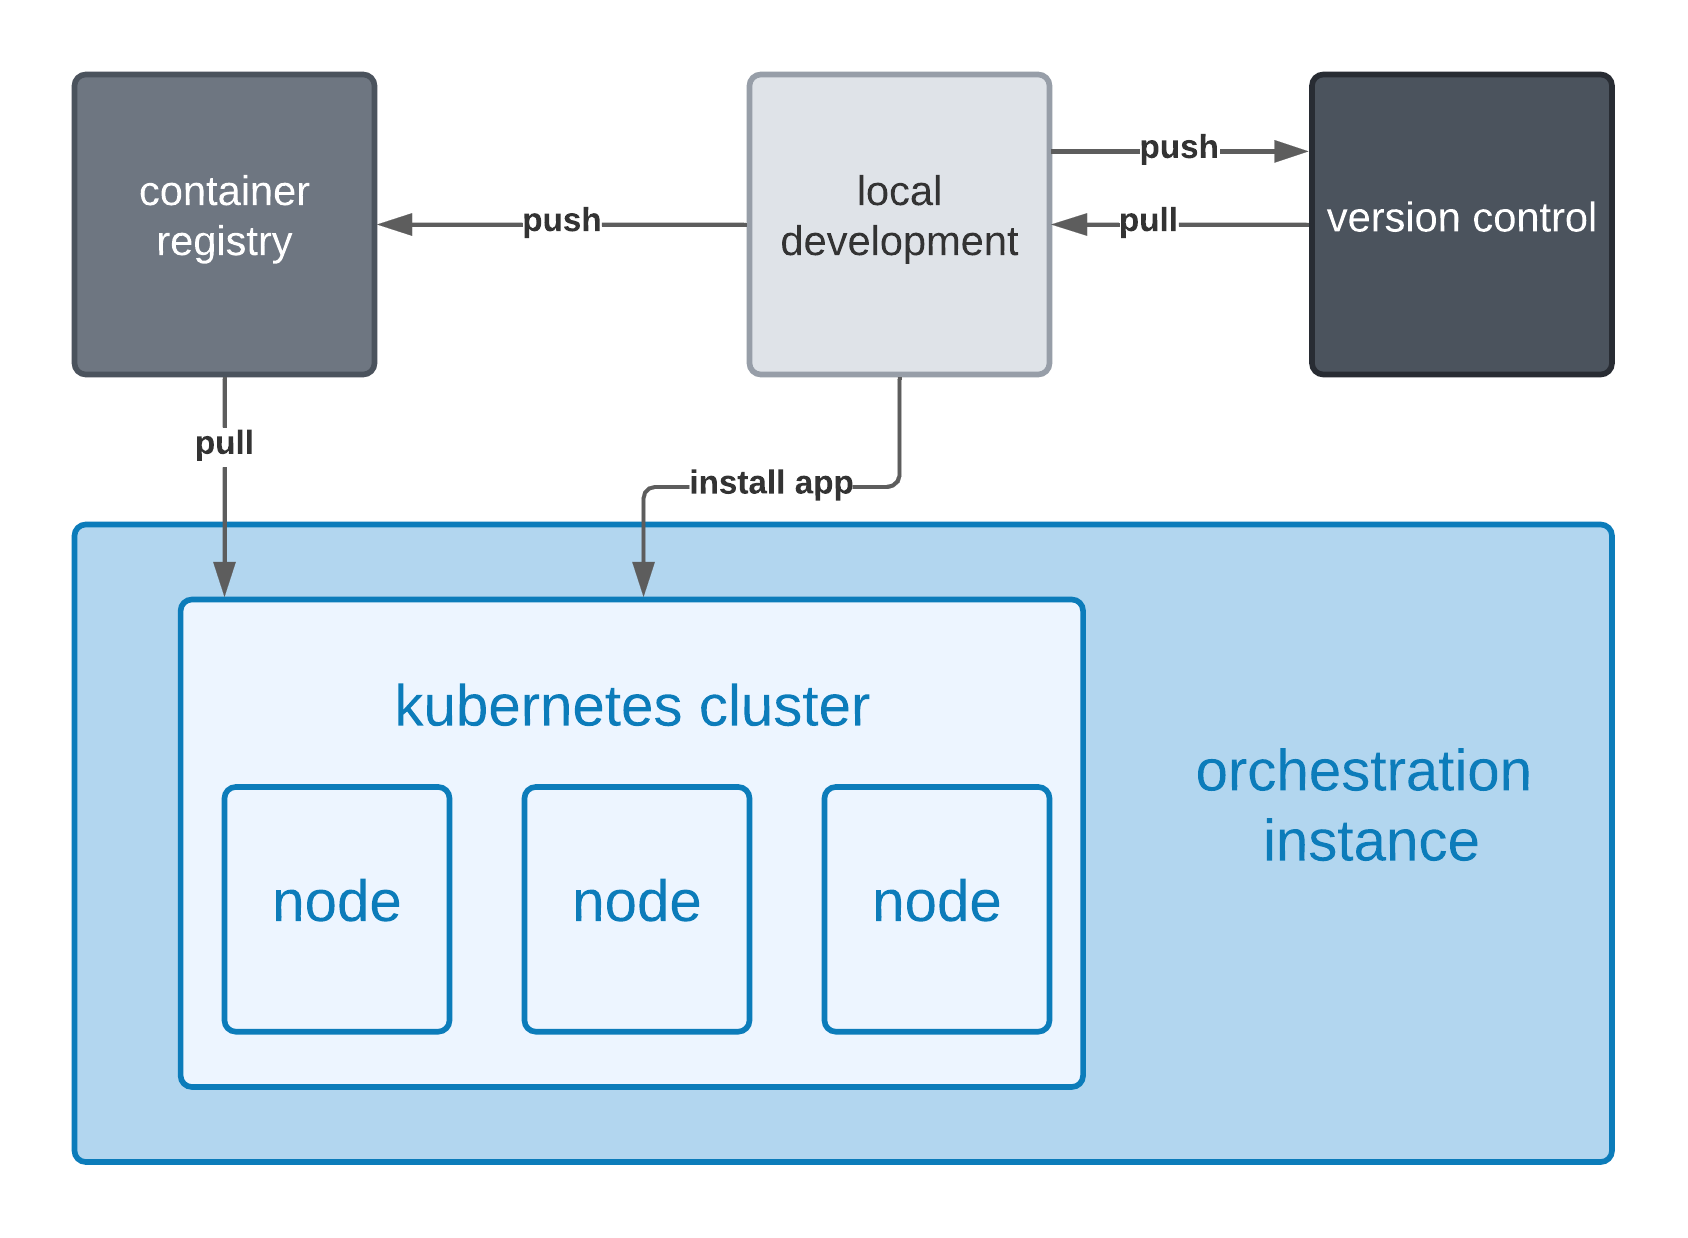 container
registry
push
local
development
push
pull
version control
pull
install app
kubernetes cluster
node
node
node
orchestration
instance